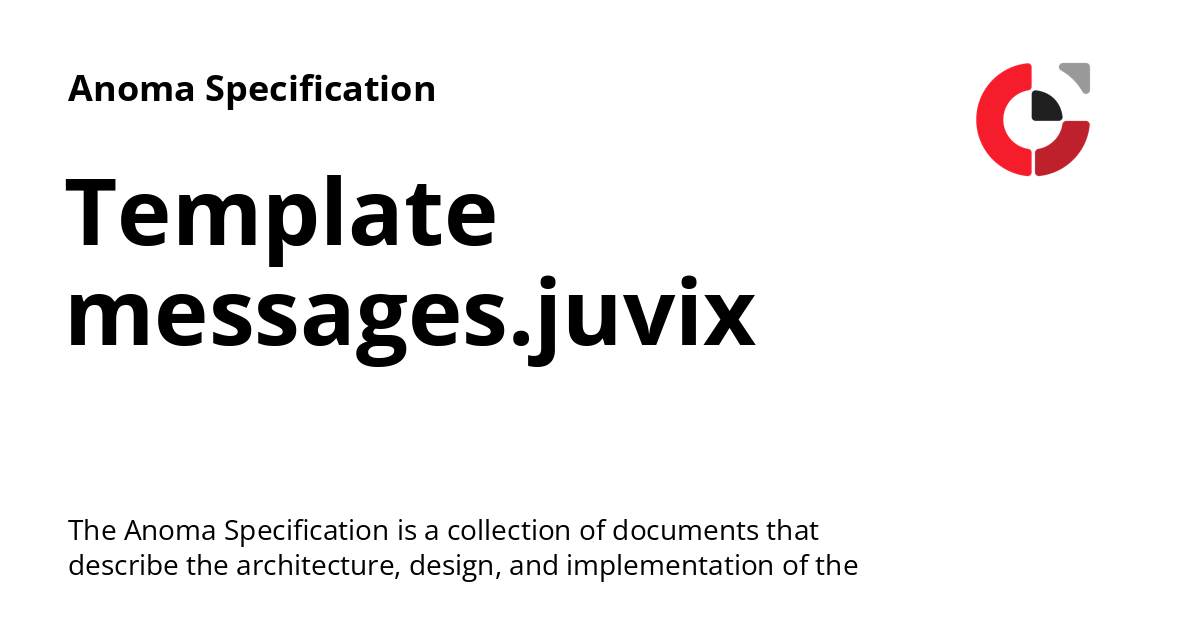 Anoma Specification
Template
messages.juvix
The Anoma Specification is a collection of documents that
describe the architecture, design, and implementation of the